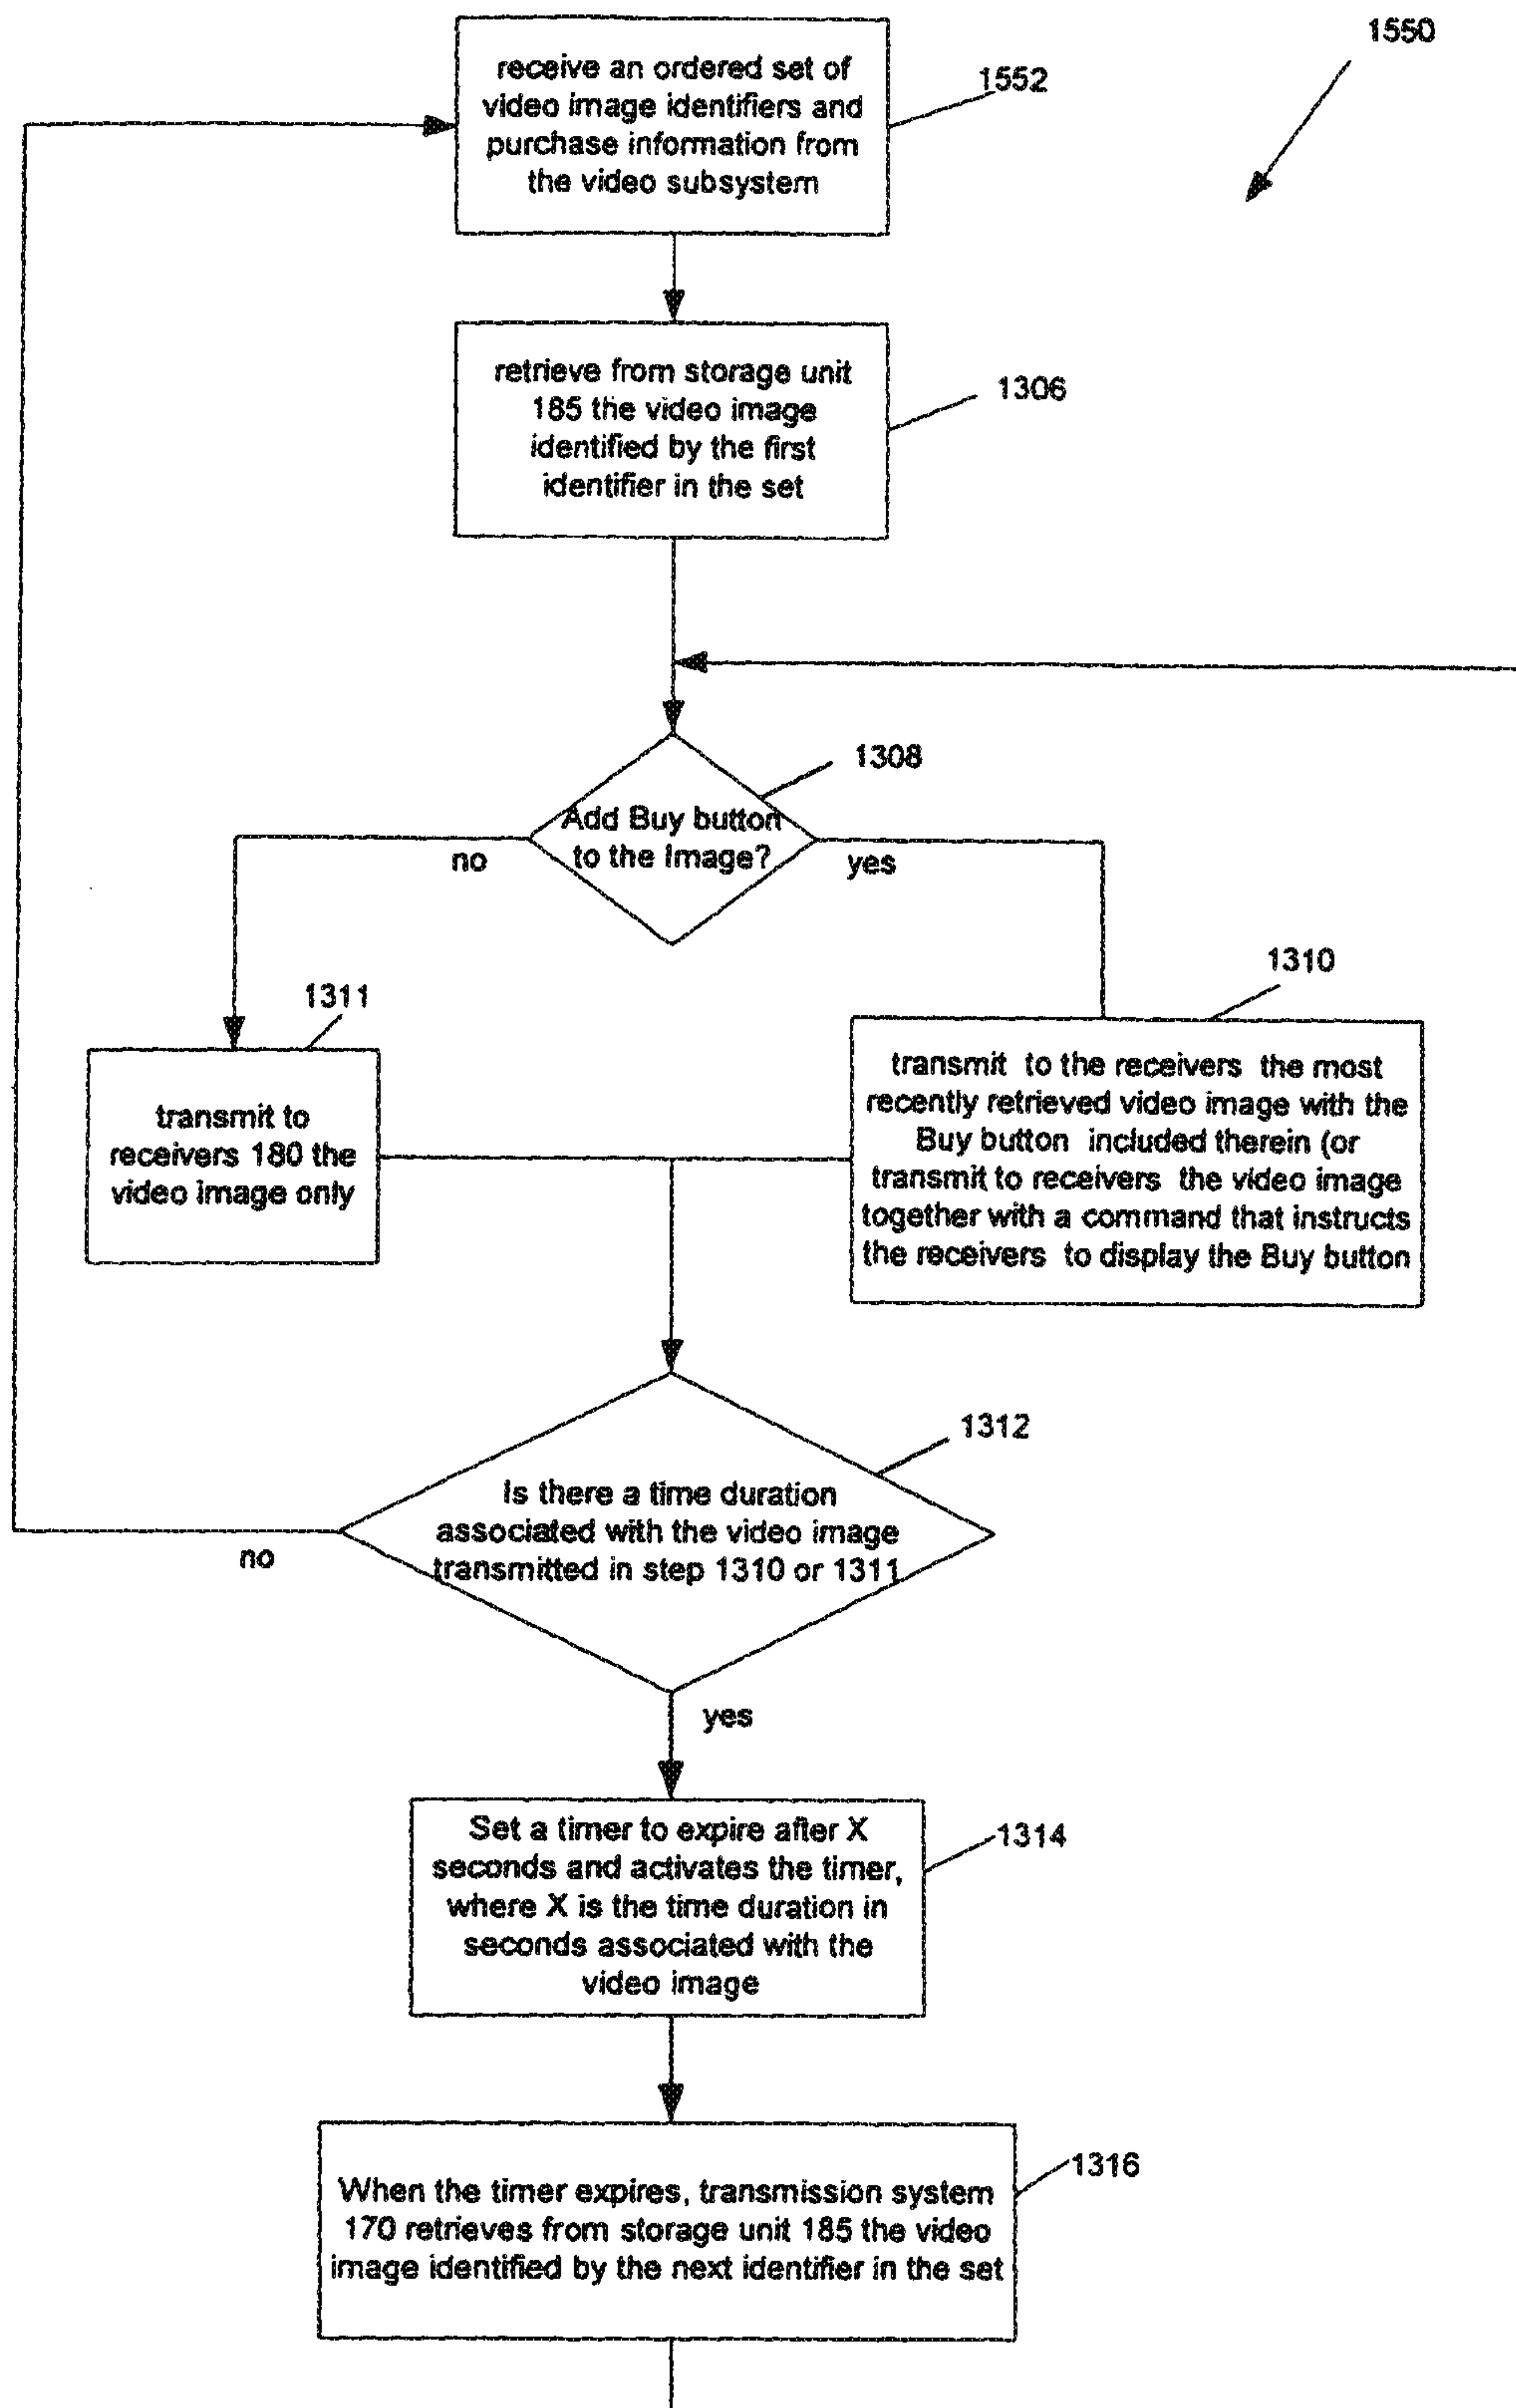 1550
receive an ordered set of
video image identifiers and
purchase information from
the video subsystem
1552
retrieve from storage unit
185 the video image
identified by the first
identifier in the set
1306
1308
Add Buy button
to the Image?
no
yes
1311
1310
transmit to
receivers 180 the
video image only
transmit to the receivers the most
recently retrieved video image with the
Buy button included therein (or
transmit to receivers the video image
together with a command that instructs
the receivers to display the Buy button
1312
Is there a time duration
associated with the video image
transmitted in step 1310 or 1311
no
yes
Set a timer to expire after X
seconds and activates the timer,
where X is the time duration in
seconds associated with the
video image
1314
When the timer expires, transmission system
170 retrieves from storage unit 185 the video
image identified by the next identifier in the set
1316